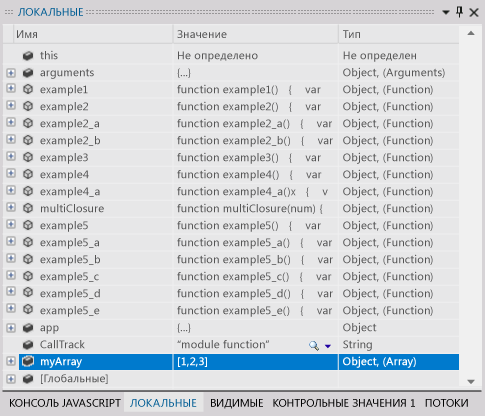 ЛОКАЛЬНЫЕ
Имя Значение Тип
this Не определено Не определен
arguments {...} Object, (Arguments)
example1 function example1() { var Object, (Function)
example2 function example2() { var Object, (Function)
example2_a function example2_a() { var Object, (Function)
example2_b function example2_b() { var Object, (Function)
example3 function example3() { var Object, (Function)
example4 function example4() { var Object, (Function)
example4_a function example4_a()x { v Object, (Function)
multiClosure function multiClosure(num) { Object, (Function)
example5 function example5() { var Object, (Function)
example5_a function example5_a() { var Object, (Function)
example5_b function example5_b() { var Object, (Function)
example5_c function example5_c() { var Object, (Function)
example5_d function example5_d() { var Object, (Function)
example5_e function example5_e() { var Object, (Function)
app {...} Object
CallTrack "module function" String
myArray [1,2,3] Object, (Array)
[Глобальные]
КОНСОЛЬ JAVASCRIPT ЛОКАЛЬНЫЕ ВИДИМЫЕ КОНТРОЛЬНЫЕ ЗНАЧЕНИЯ 1 ПОТОКИ